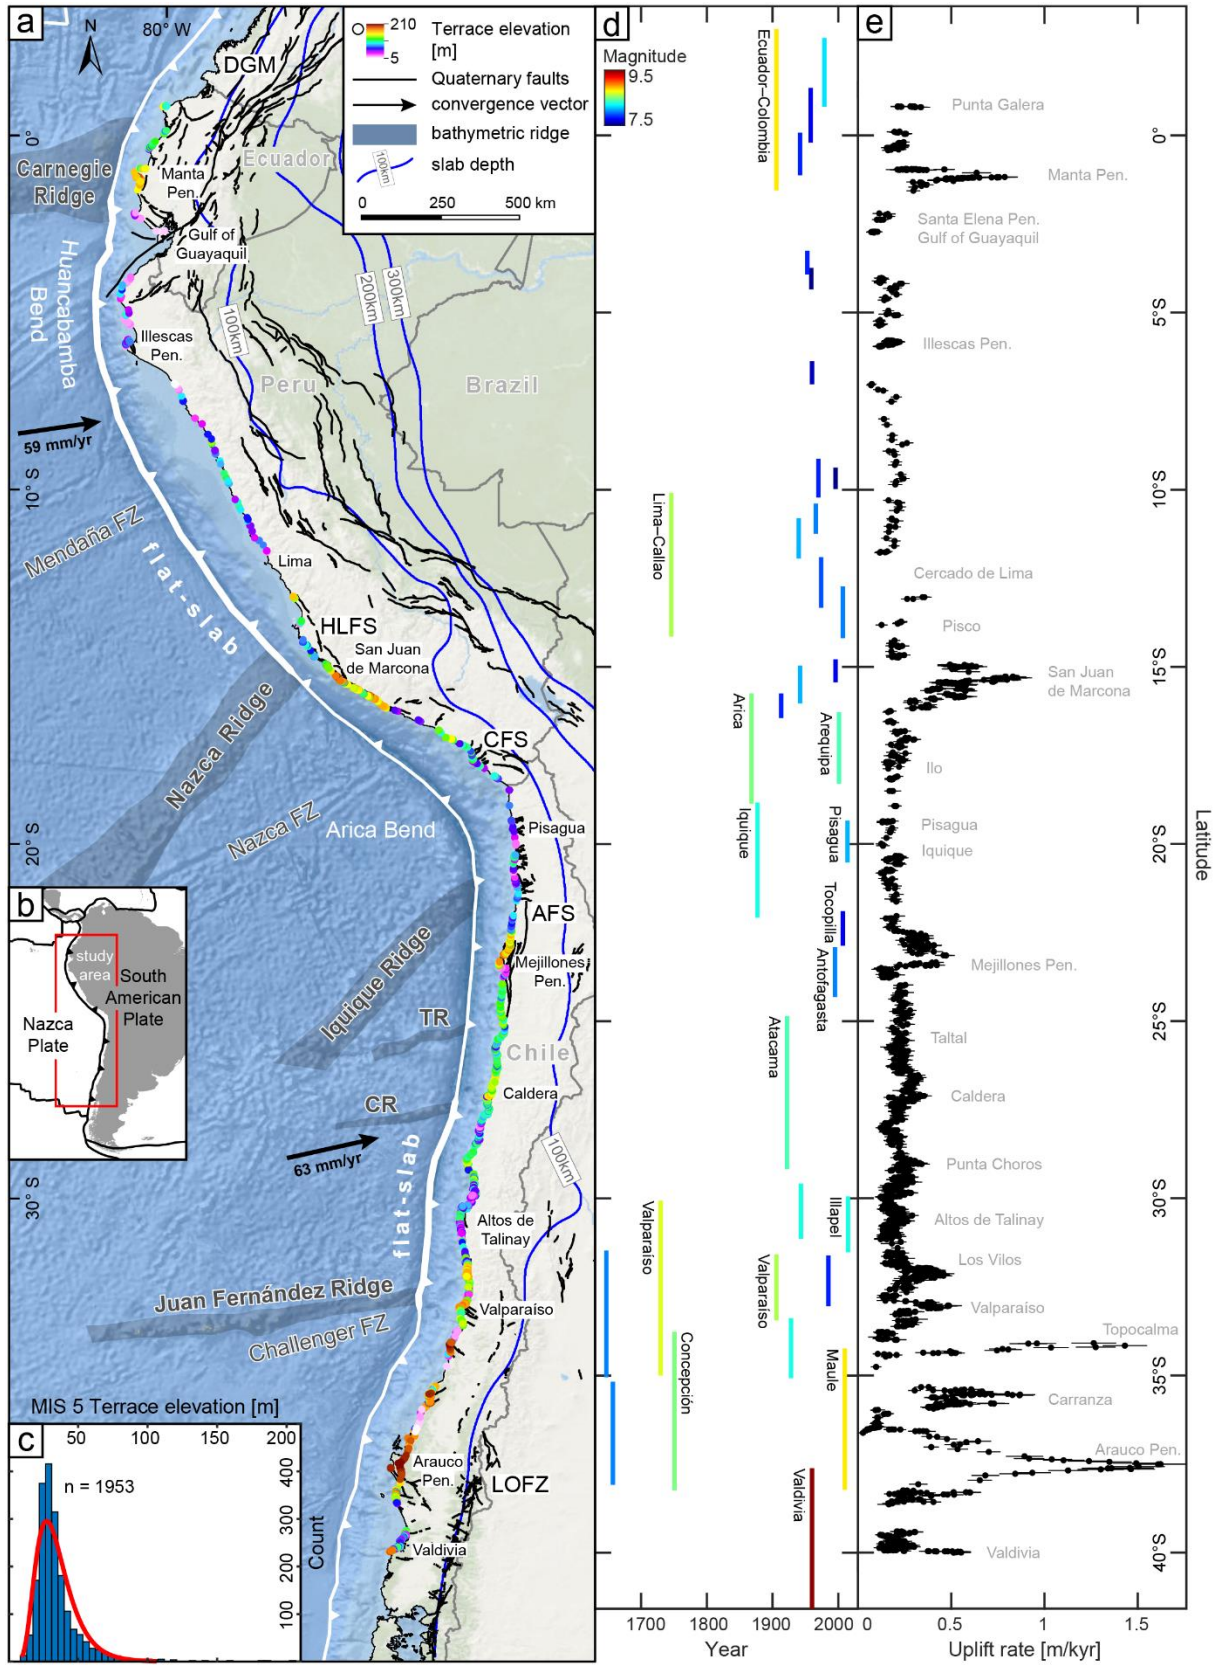 a
N
80° W
210
5
Terrace elevation
[m]
Quaternary faults
convergence vector
bathymetric ridge
100km
slab depth
0 250 500 km
DGM
0°
Carnegie
Ridge
Ecuador
Manta
Pen.
Gulf of
Guayaquil
Huancabamba
Bend
Illescas
Pen.
100km
200km
300km
Peru
Brazil
59 mm/yr
10°S
Mendaña FZ
flat-slab
Lima
HLFS
San Juan
de Marcona
Nazca Ridge
CFS
Nazca FZ
Arica Bend
Pisagua
20°S
AFS
Mejillones
Pen.
Iquique Ridge
TR
Chile
Caldera
CR
63 mm/yr
flat-slab
100km
30°S
Altos de
Talinay
Juan Fernández Ridge
Challenger FZ
Valparaíso
Arauco
Pen.
LOFZ
Valdivia
b
study
area
South
American
Plate
Nazca
Plate
MIS 5 Terrace elevation [m]
c
50 100 150 200
n = 1953
400
300
200
100
Count
d
Magnitude
9.5
7.5
Ecuador–Colombia
Lima–Callao
Arica
Arequipa
Iquique
Pisagua
Tocopilla
Antofagasta
Atacama
Valparaíso
Illapel
Valparaíso
Concepción
Maule
Valdivia
1700 1800 1900 2000
Year
e
Punta Galera
Manta Pen.
Santa Elena Pen.
Gulf of Guayaquil
Illescas Pen.
Cercado de Lima
Pisco
San Juan
de Marcona
Ilo
Pisagua
Iquique
Mejillones Pen.
Taltal
Caldera
Punta Choros
Altos de Talinay
Los Vilos
Valparaiso
Topocalma
Carranza
Arauco Pen.
Valdivia
0 0.5 1 1.5
Uplift rate [m/kyr]
0°
5°S
10°S
15°S
20°S
25°S
30°S
35°S
40°S
Latitude